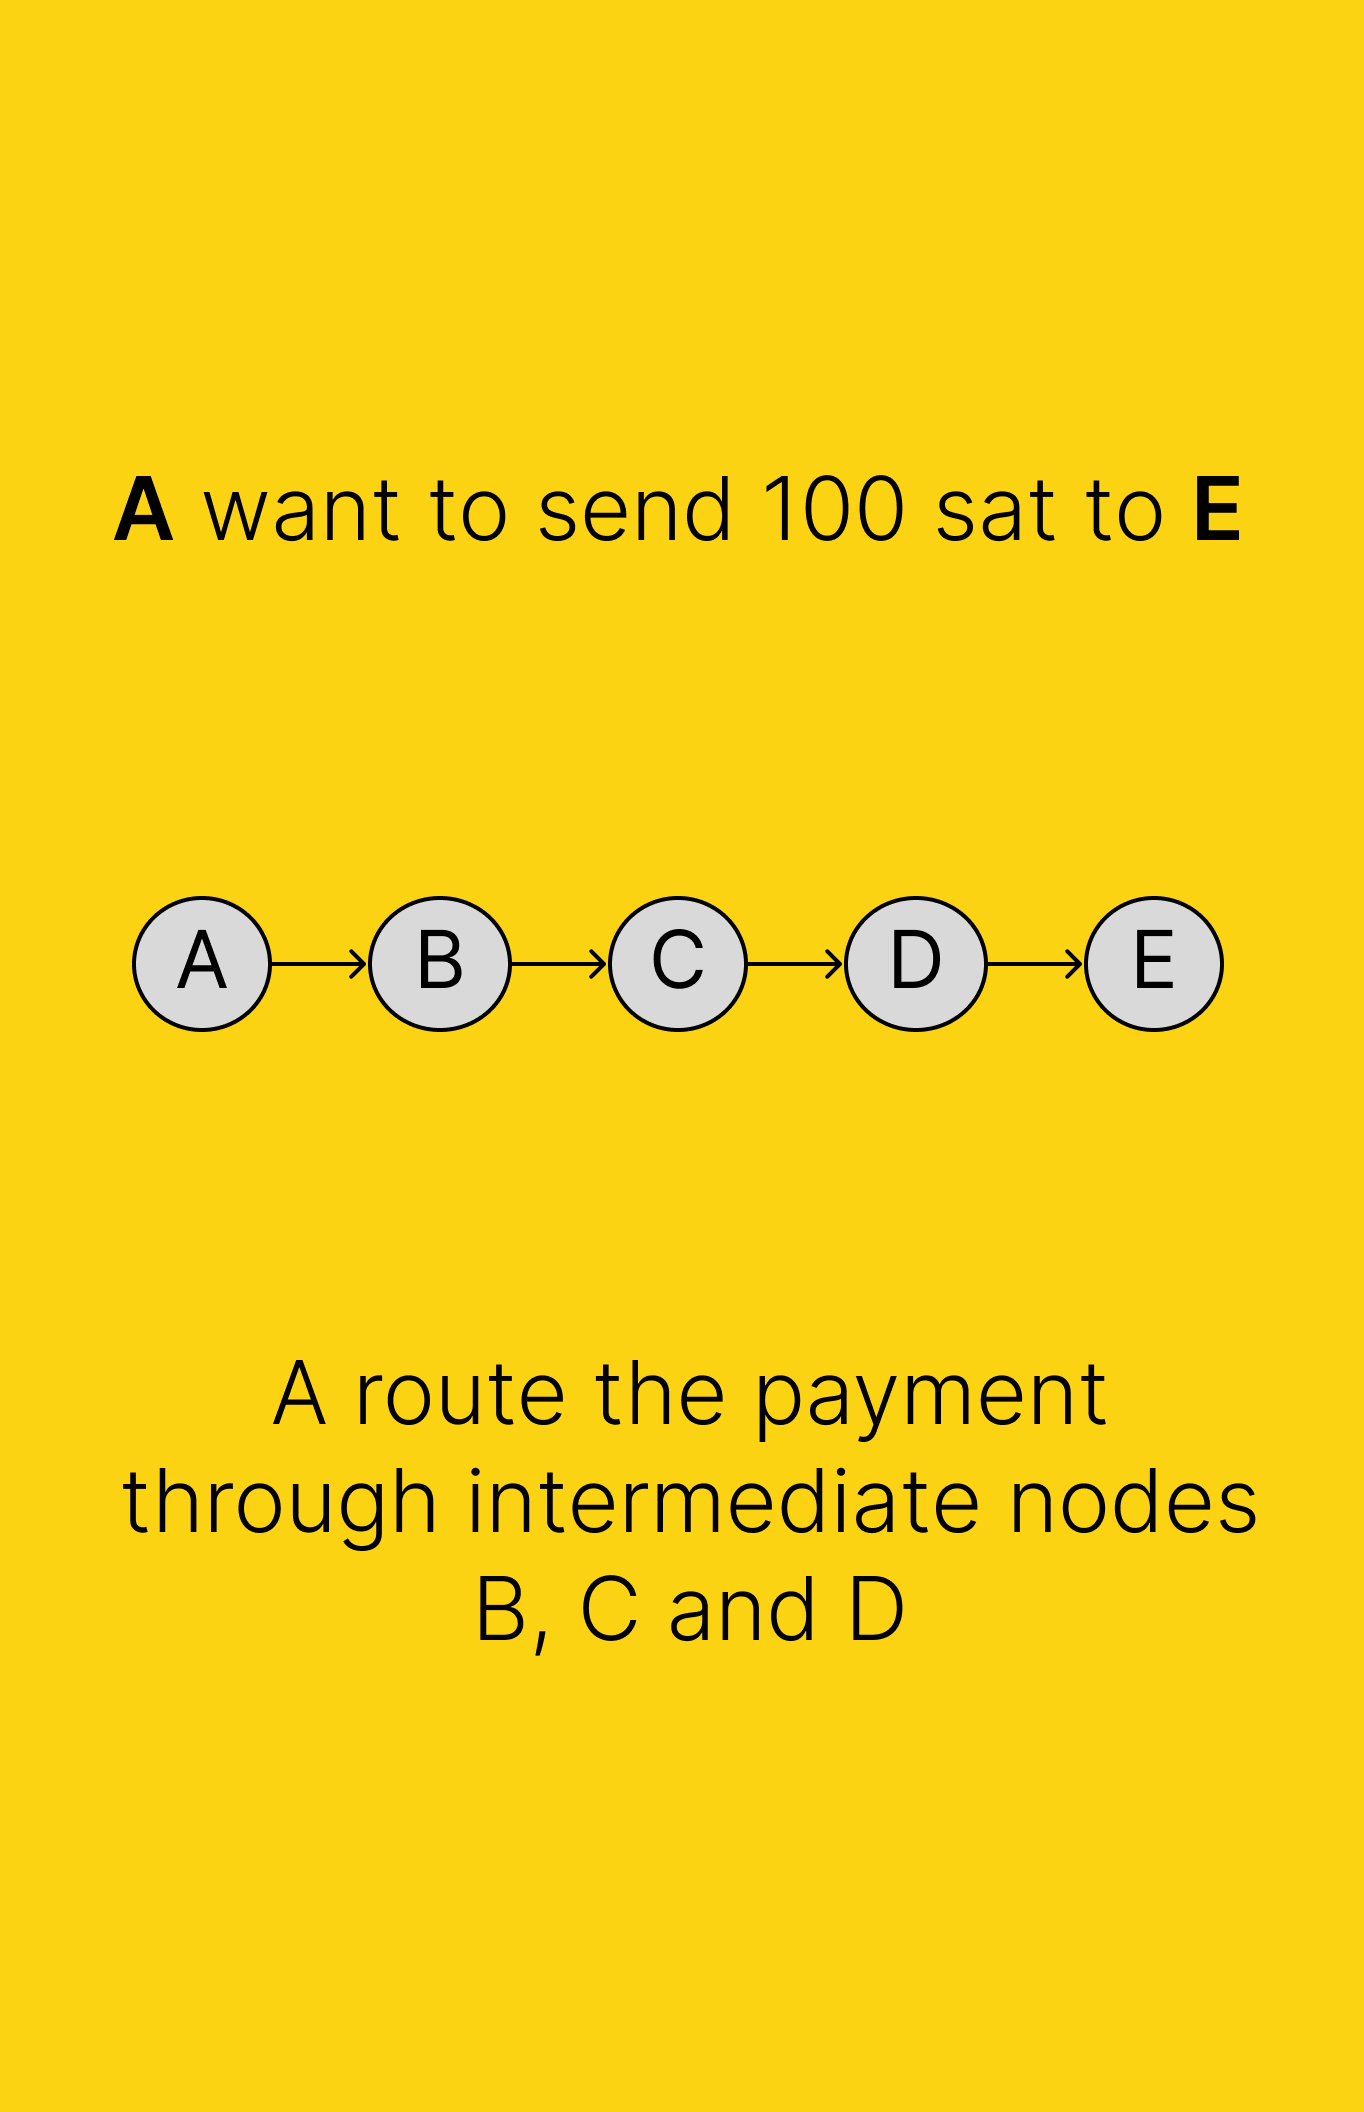 A want to send 100 sat to E
A B C D E
A route the payment
through intermediate nodes
B, C and D